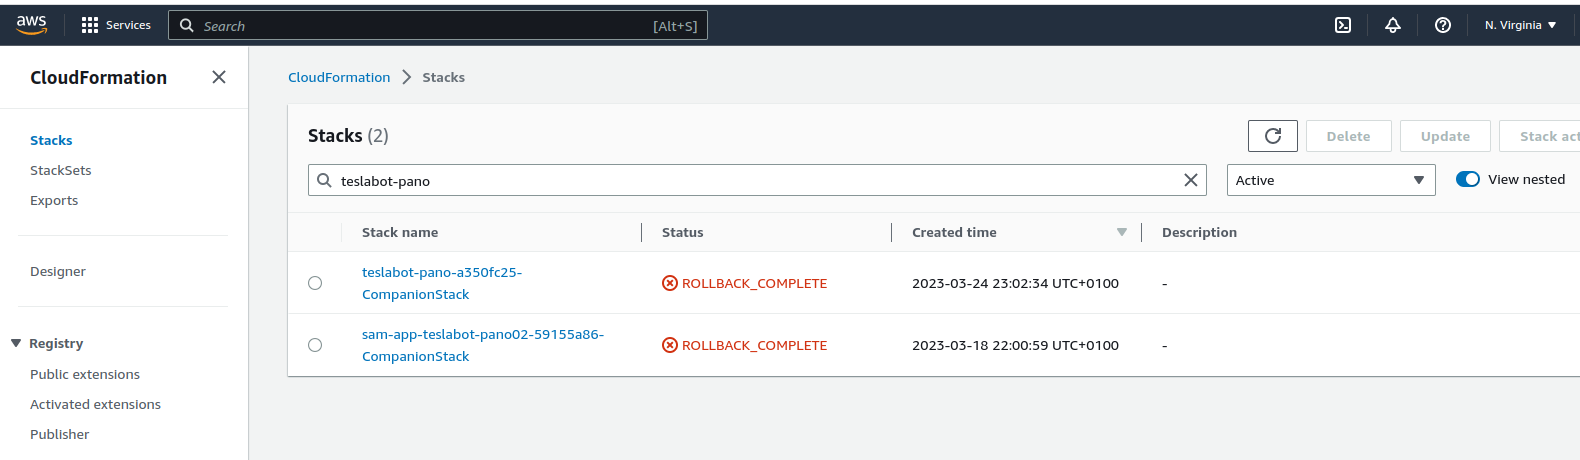 aws
Services
Search [Alt+S]
N. Virginia
CloudFormation
Stacks
StackSets
Exports
Designer
Registry
Public extensions
Activated extensions
Publisher
CloudFormation Stacks
Stacks (2)
Delete
Update
Stack act
teslabot-pano
Active
View nested
Stack name Status Created time Description
teslabot-pano-a350fc25-
CompanionStack
ROLLBACK_COMPLETE 2023-03-24 23:02:34 UTC+0100 -
sam-app-teslabot-pano02-59155a86-
CompanionStack
ROLLBACK_COMPLETE 2023-03-18 22:00:59 UTC+0100 -